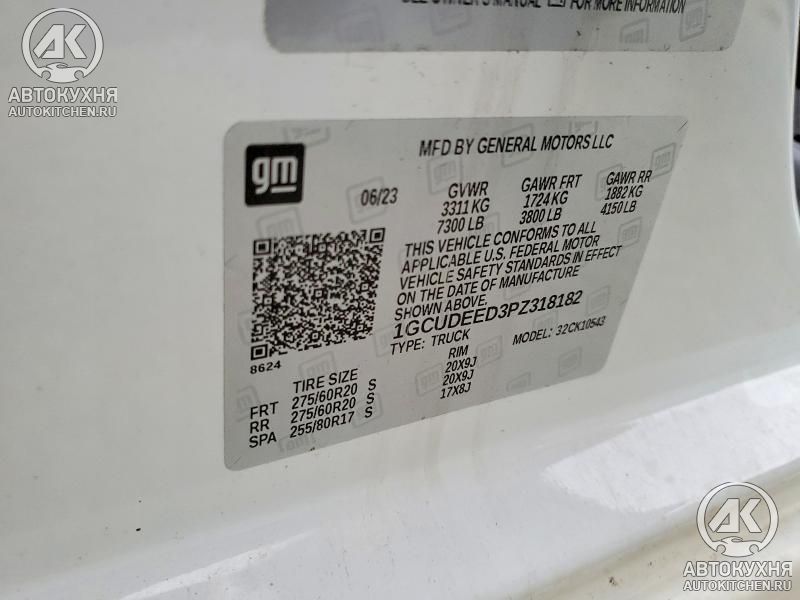 SEE OWNER'S MANUAL FOR MORE INFORMATION
AK
АВТОКУХНЯ
AUTOKITCHEN.RU
gm
MFD BY GENERAL MOTORS LLC
06/23 GVWR GAWR FRT GAWR RR
3311 KG 1724 KG 1882 KG
7300 LB 3800 LB 4150 LB
THIS VEHICLE CONFORMS TO ALL
APPLICABLE U.S. FEDERAL MOTOR
VEHICLE SAFETY STANDARDS IN EFFECT
ON THE DATE OF MANUFACTURE
SHOWN ABOVE.
1GCUDEED3PZ318182
TYPE: TRUCK MODEL: 32CK10543
8624
TIRE SIZE RIM
FRT 275/60R20 S 20X9J
RR 275/60R20 S 20X9J
SPA 255/80R17 S 17X8J
AK
АВТОКУХНЯ
AUTOKITCHEN.RU